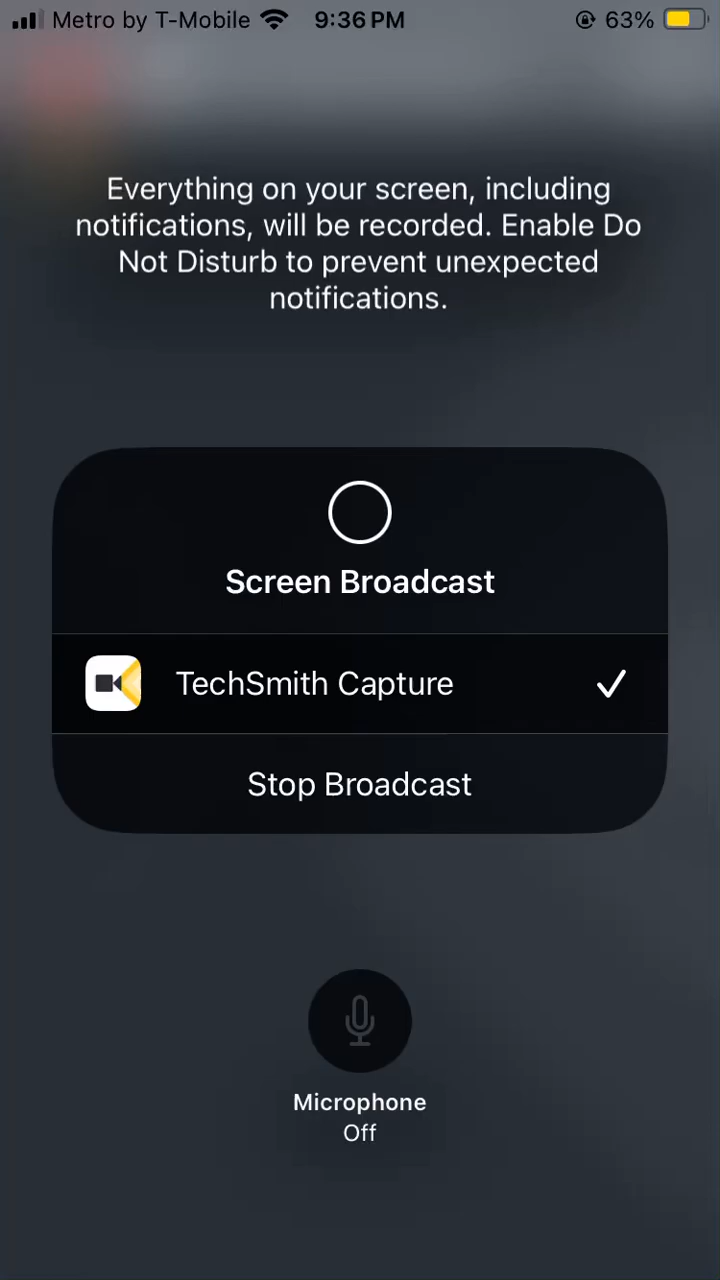 Metro by T-Mobile 9:36 PM 63%
Everything on your screen, including
notifications, will be recorded. Enable Do
Not Disturb to prevent unexpected
notifications.
Screen Broadcast
TechSmith Capture
Stop Broadcast
Microphone
Off